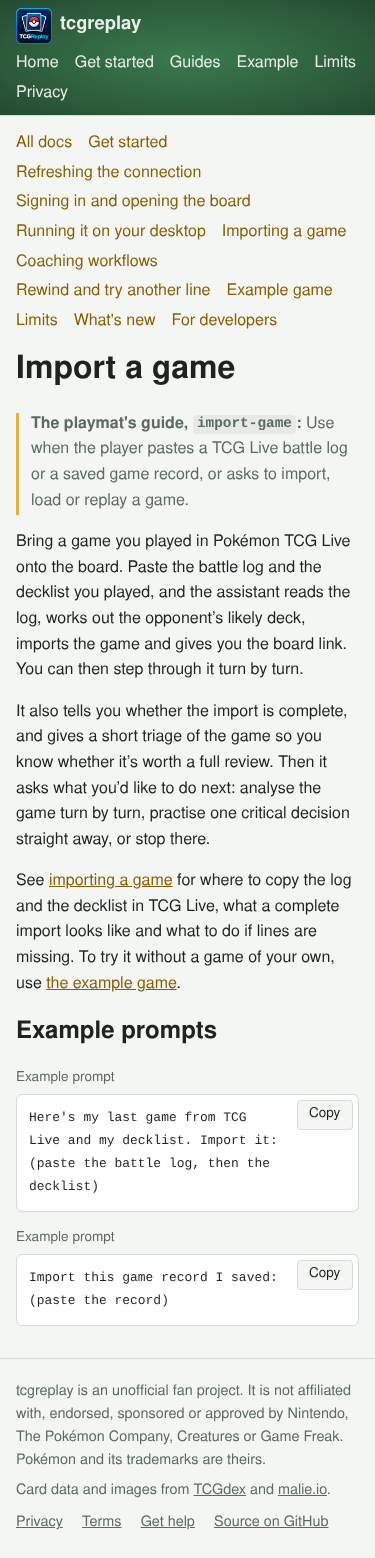 TCGReplay
tcgreplay
Home Get started Guides Example Limits
Privacy
All docs Get started
Refreshing the connection
Signing in and opening the board
Running it on your desktop Importing a game
Coaching workflows
Rewind and try another line Example game
Limits What's new For developers
Import a game
The playmat's guide, import-game: Use
when the player pastes a TCG Live battle log
or a saved game record, or asks to import,
load or replay a game.
Bring a game you played in Pokémon TCG Live
onto the board. Paste the battle log and the
decklist you played, and the assistant reads the
log, works out the opponent’s likely deck,
imports the game and gives you the board link.
You can then step through it turn by turn.
It also tells you whether the import is complete,
and gives a short triage of the game so you
know whether it’s worth a full review. Then it
asks what you’d like to do next: analyse the
game turn by turn, practise one critical decision
straight away, or stop there.
See importing a game for where to copy the log
and the decklist in TCG Live, what a complete
import looks like and what to do if lines are
missing. To try it without a game of your own,
use the example game.
Example prompts
Example prompt
Copy
Here's my last game from TCG
Live and my decklist. Import it:
(paste the battle log, then the
decklist)
Example prompt
Copy
Import this game record I saved:
(paste the record)
tcgreplay is an unofficial fan project. It is not affiliated
with, endorsed, sponsored or approved by Nintendo,
The Pokémon Company, Creatures or Game Freak.
Pokémon and its trademarks are theirs.
Card data and images from TCGdex and malie.io.
Privacy Terms Get help Source on GitHub